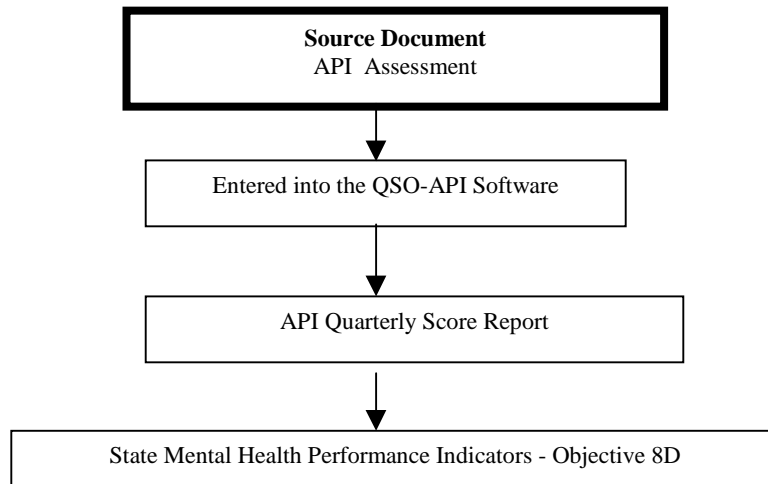 Source Document
API Assessment
Entered into the QSO-API Software
API Quarterly Score Report
State Mental Health Performance Indicators - Objective 8D